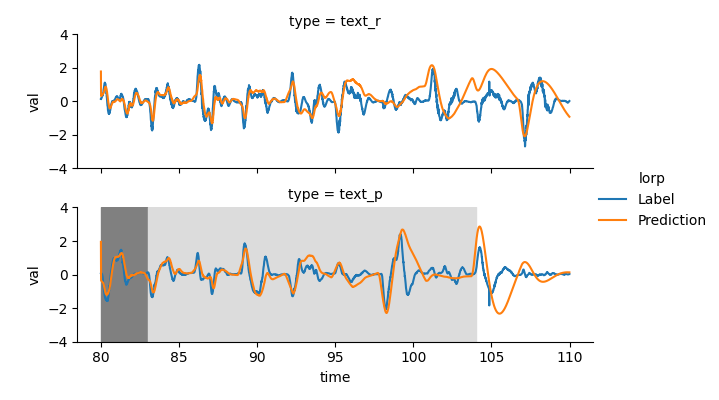 type = text_r
4
2
0
−2
−4
val
type = text_p
4
2
0
−2
−4
val
80 85 90 95 100 105 110
time
lorp
Label
Prediction